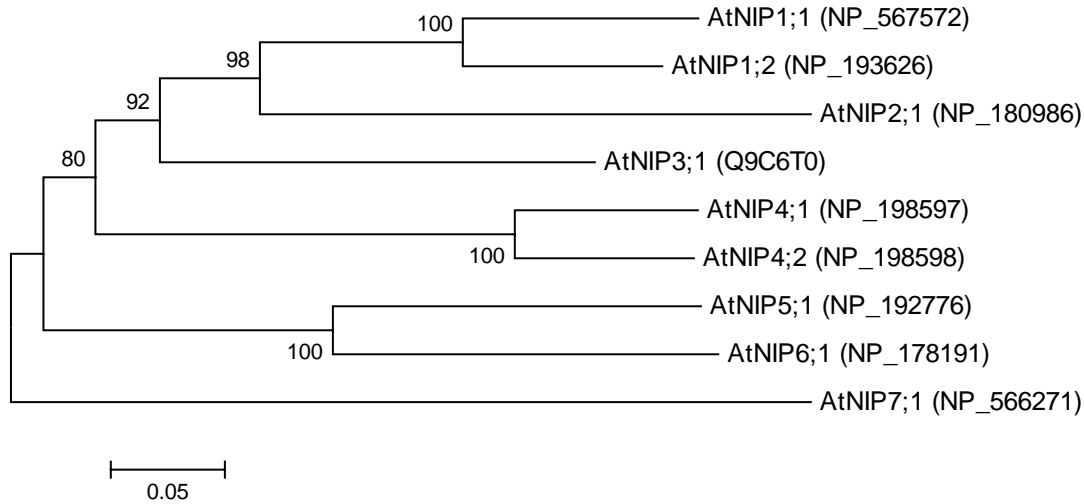 100
AtNIP1;1 (NP_567572)
98
AtNIP1;2 (NP_193626)
92
AtNIP2;1 (NP_180986)
80
AtNIP3;1 (Q9C6T0)
AtNIP4;1 (NP_198597)
100
AtNIP4;2 (NP_198598)
AtNIP5;1 (NP_192776)
100
AtNIP6;1 (NP_178191)
AtNIP7;1 (NP_566271)
0.05